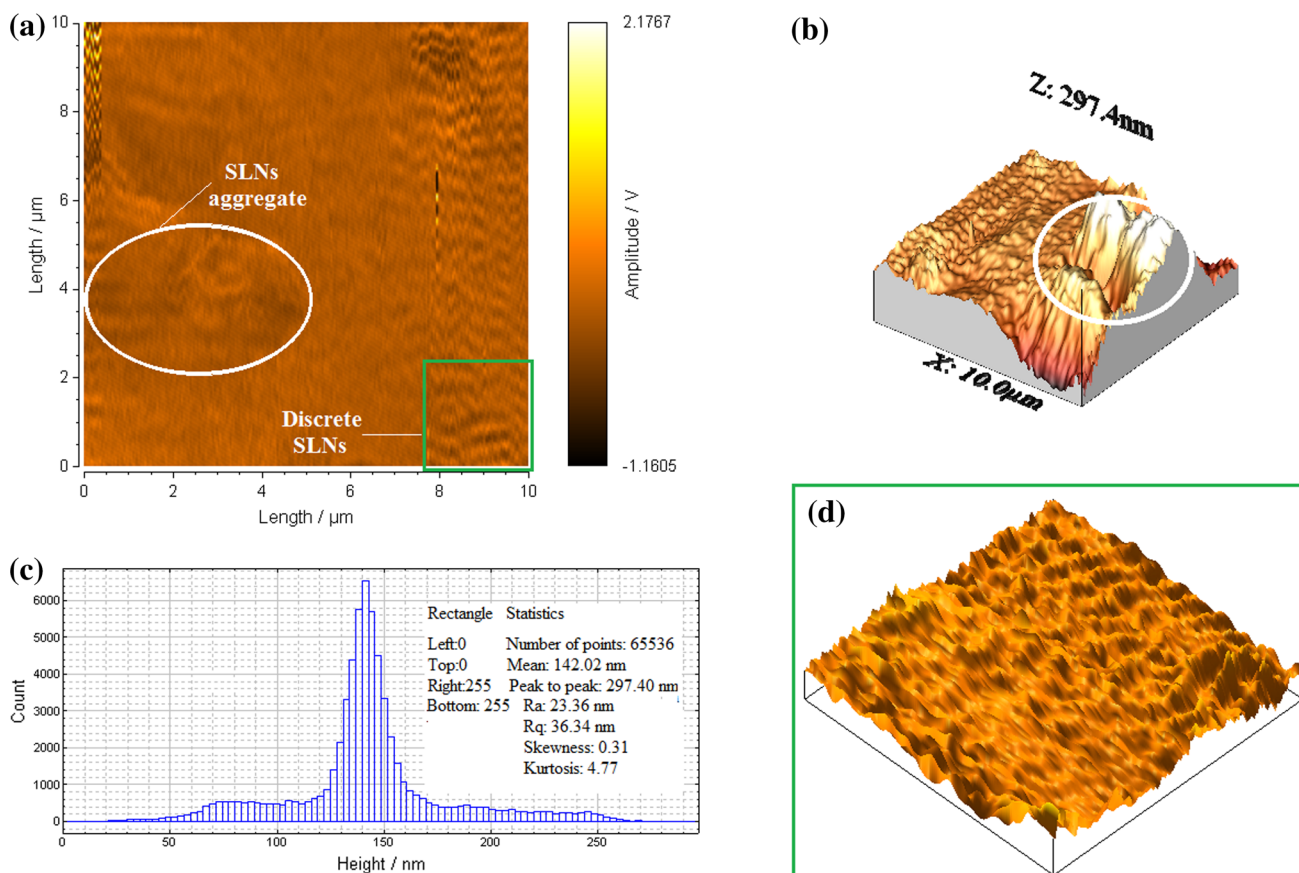 (a)
10
8
6
4
2
0
Length / µm
0
2
4
6
8
10
Length / µm
SLNs
aggregate
Discrete
SLNs
2.1767
Amplitude / V
-1.1605
(b)
Z: 297.4nm
X: 10.0µm
(c)
6000
5000
4000
3000
2000
1000
0
Count
0
50
100
150
200
250
Height / nm
Rectangle Statistics
Left:0 Number of points: 65536
Top:0 Mean: 142.02 nm
Right:255 Peak to peak: 297.40 nm
Bottom: 255 Ra: 23.36 nm
Rq: 36.34 nm
Skewness: 0.31
Kurtosis: 4.77
(d)